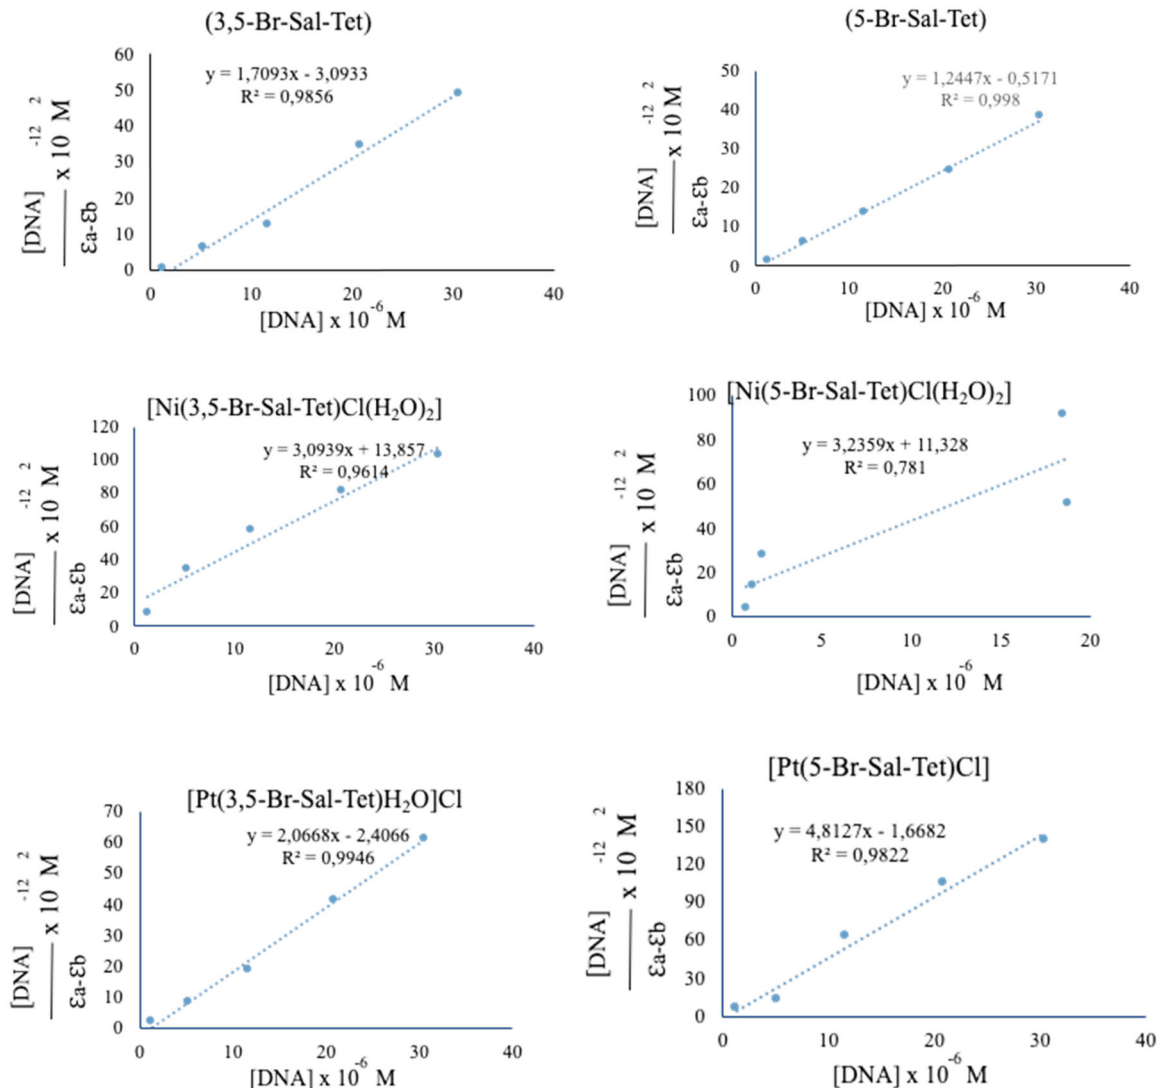 (3,5-Br-Sal-Tet)
y = 1,7093x - 3,0933
R² = 0,9856
60
50
40
30
20
10
0
0 10 20 30 40
[DNA]
εa-εb
x 10⁻¹² M²
[DNA] x 10⁻⁶ M
(5-Br-Sal-Tet)
y = 1,2447x - 0,5171
R² = 0,998
50
40
30
20
10
0
0 10 20 30 40
[DNA]
εa-εb
x 10⁻¹² M²
[DNA] x 10⁻⁶ M
[Ni(3,5-Br-Sal-Tet)Cl(H₂O)₂]
y = 3,0939x + 13,857
R² = 0,9614
120
100
80
60
40
20
0
0 10 20 30 40
[DNA]
εa-εb
x 10⁻¹² M²
[DNA] x 10⁻⁶ M
[Ni(5-Br-Sal-Tet)Cl(H₂O)₂]
y = 3,2359x + 11,328
R² = 0,781
100
80
60
40
20
0
0 5 10 15 20
[DNA]
εa-εb
x 10⁻¹² M²
[DNA] x 10⁻⁶ M
[Pt(3,5-Br-Sal-Tet)H₂O]Cl
y = 2,0668x - 2,4066
R² = 0,9946
70
60
50
40
30
20
10
0
0 10 20 30 40
[DNA]
εa-εb
x 10⁻¹² M²
[DNA] x 10⁻⁶ M
[Pt(5-Br-Sal-Tet)Cl]
y = 4,8127x - 1,6682
R² = 0,9822
180
150
120
90
60
30
0
0 10 20 30 40
[DNA]
εa-εb
x 10⁻¹² M²
[DNA] x 10⁻⁶ M